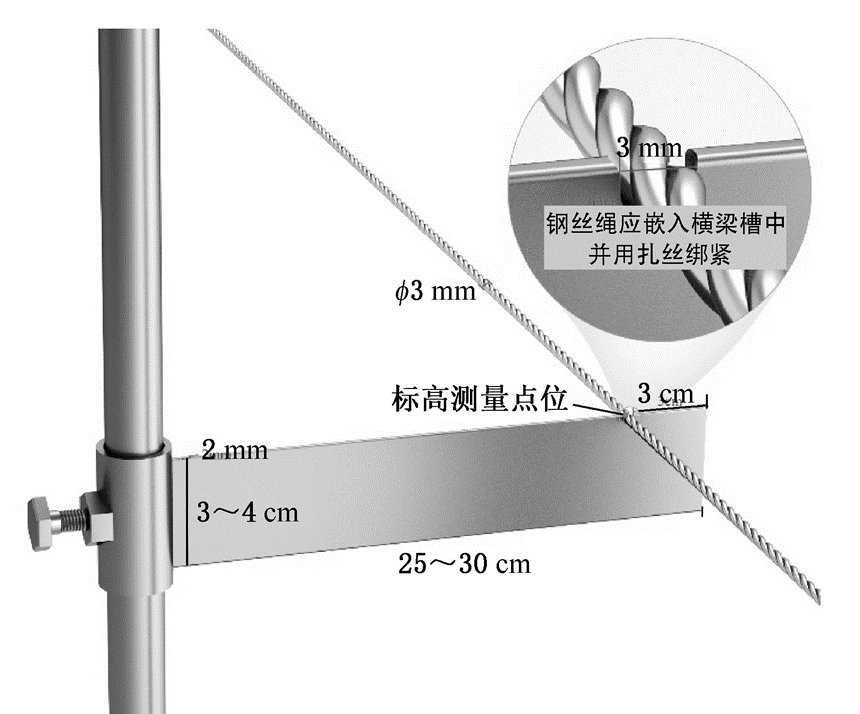 3 mm
钢丝绳应嵌入横梁槽中
并用扎丝绑紧
ϕ3 mm
标高测量点位
3 cm
2 mm
3～4 cm
25～30 cm